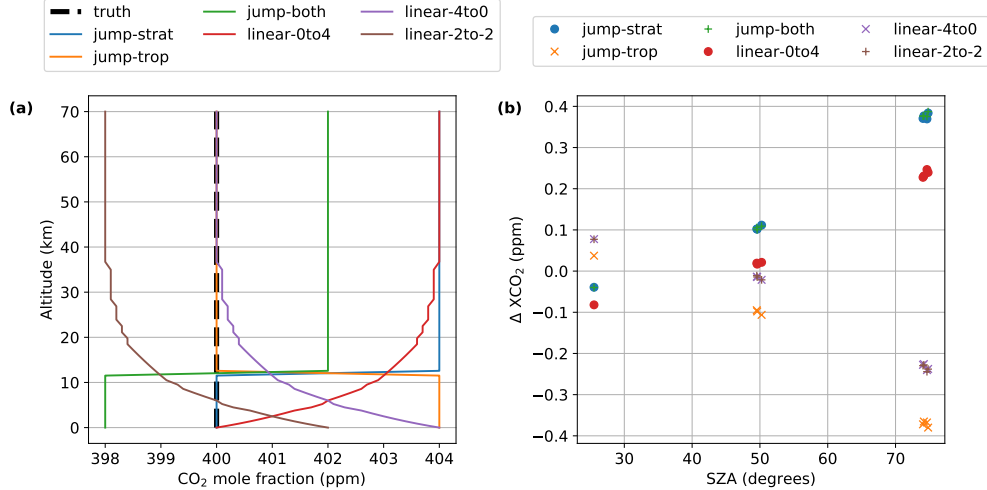 truth
jump-strat
jump-trop
jump-both
linear-0to4
linear-4to0
linear-2to-2
jump-strat
jump-trop
jump-both
linear-0to4
linear-4to0
linear-2to-2
(a)
70
60
50
40
30
20
10
0
Altitude (km)
398
399
400
401
402
403
404
CO₂ mole fraction (ppm)
(b)
0.4
0.3
0.2
0.1
0.0
−0.1
−0.2
−0.3
−0.4
Δ XCO₂ (ppm)
30
40
50
60
70
SZA (degrees)